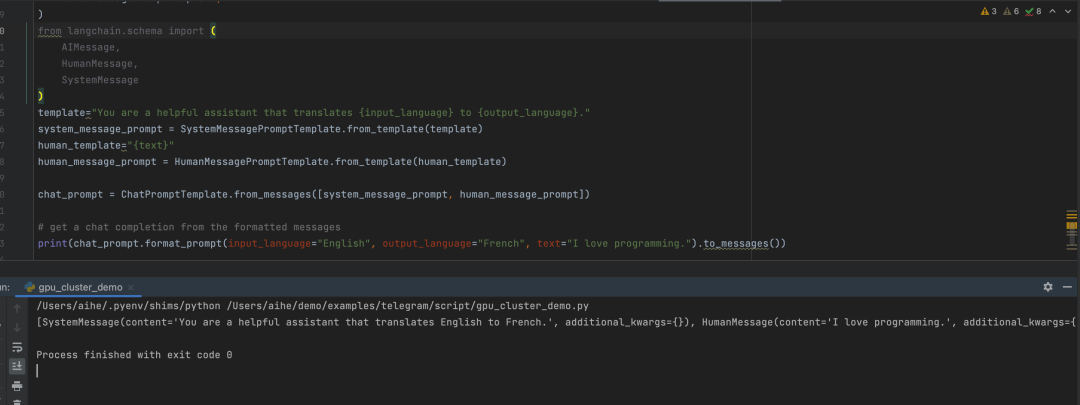 )
3 6 8
from langchain.schema import (
AIMessage,
HumanMessage,
SystemMessage
)
template="You are a helpful assistant that translates {input_language} to {output_language}."
system_message_prompt = SystemMessagePromptTemplate.from_template(template)
human_template="{text}"
human_message_prompt = HumanMessagePromptTemplate.from_template(human_template)
chat_prompt = ChatPromptTemplate.from_messages([system_message_prompt, human_message_prompt])
# get a chat completion from the formatted messages
print(chat_prompt.format_prompt(input_language="English", output_language="French", text="I love programming.").to_messages())
n: gpu_cluster_demo
/Users/aihe/.pyenv/shims/python /Users/aihe/demo/examples/telegram/script/gpu_cluster_demo.py
[SystemMessage(content='You are a helpful assistant that translates English to French.', additional_kwargs={}), HumanMessage(content='I love programming.', additional_kwargs={
Process finished with exit code 0